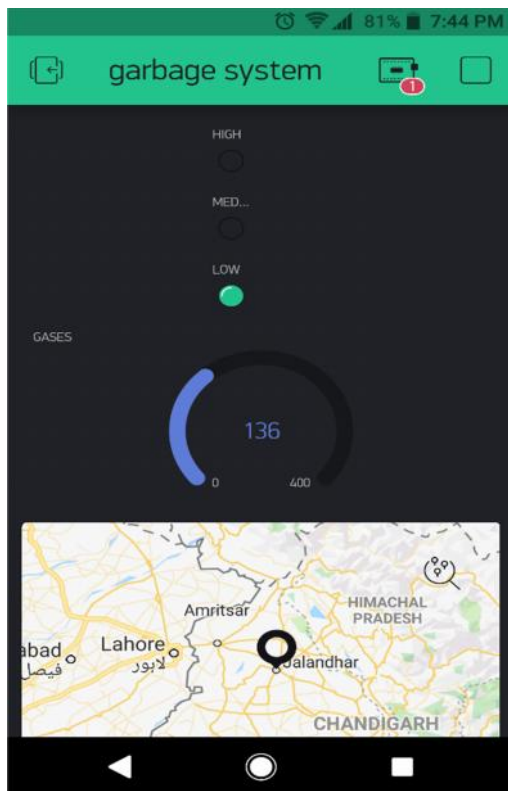 81% 7:44 PM
garbage system
1
HIGH
MED...
LOW
GASES
136
0 400
Amritsar
HIMACHAL
PRADESH
abad
فيصل
Lahore
لاہور
Jalandhar
CHANDIGARH